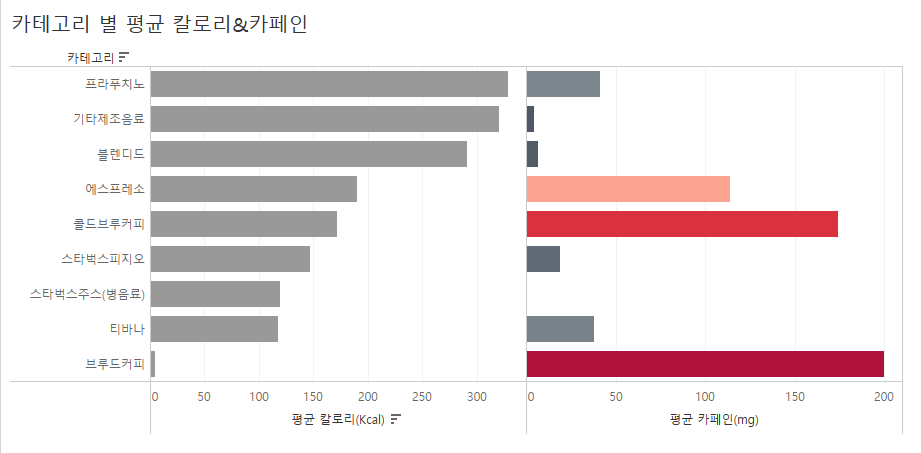 카테고리 별 평균 칼로리&카페인
카테고리
프라푸치노
기타제조음료
블렌디드
에스프레소
콜드브루커피
스타벅스피지오
스타벅스주스(병음료)
티바나
브루드커피
0 50 100 150 200 250 300 0 50 100 150 200
평균 칼로리(Kcal) 평균 카페인(mg)